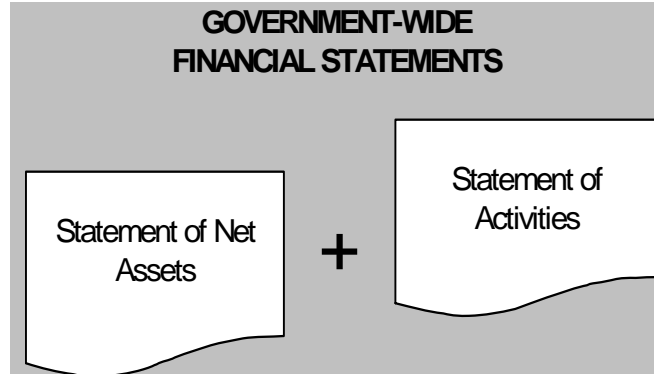 GOVERNMENT-WIDE
FINANCIAL STATEMENTS
Statement of Net
Assets
+
Statement of
Activities